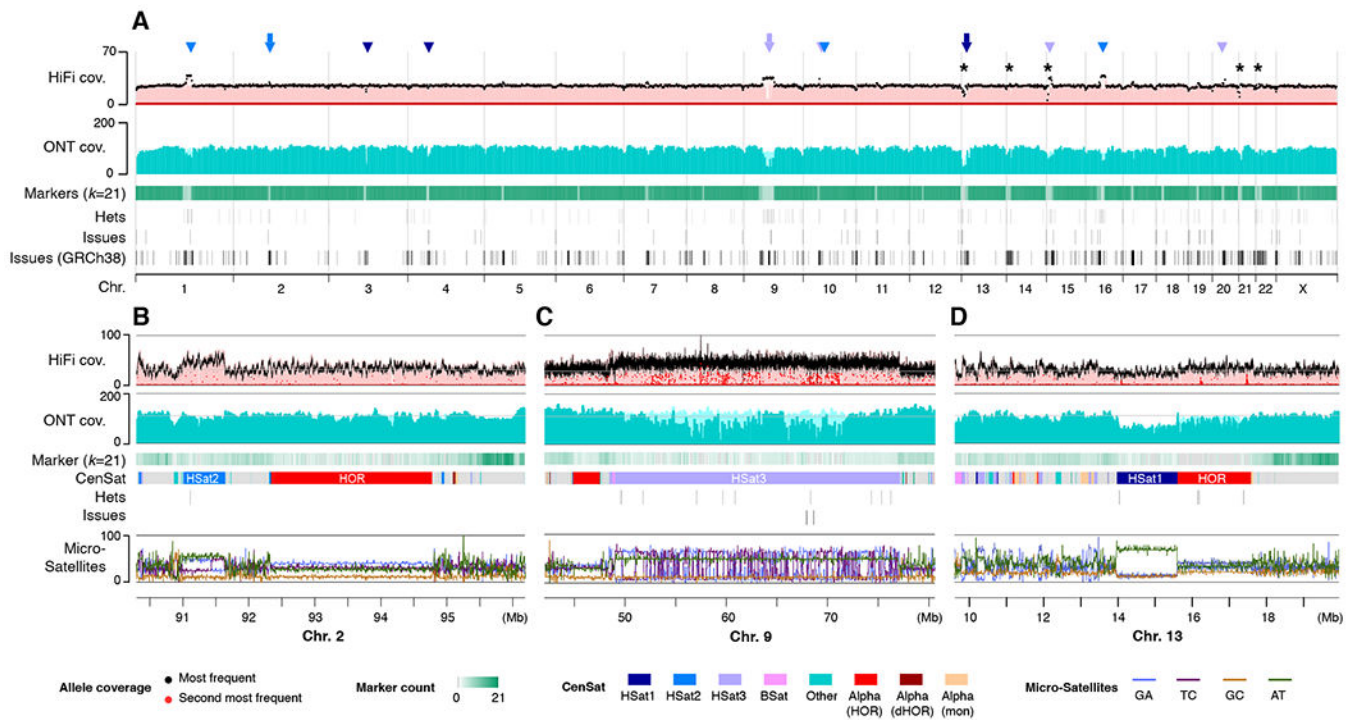 A
70
HiFi cov.
0
200
ONT cov.
0
Markers (k=21)
Hets
Issues
Issues (GRCh38)
Chr. 1 2 3 4 5 6 7 8 9 10 11 12 13 14 15 16 17 18 19 20 21 22 X
* * * * *
B C D
100
HiFi cov.
0
200
ONT cov.
0
Marker (k=21)
CenSat HSat2 HOR HSat3 HSat1 HOR
Hets
Issues
100
Micro-
Satellites
0
91 92 93 94 95 (Mb) 50 60 70 (Mb) 10 12 14 16 18 (Mb)
Chr. 2 Chr. 9 Chr. 13
Allele coverage
Most frequent
Second most frequent
Marker count
0 21
CenSat
HSat1 HSat2 HSat3 BSat Other Alpha (HOR) Alpha (dHOR) Alpha (mon)
Micro-Satellites
GA TC GC AT